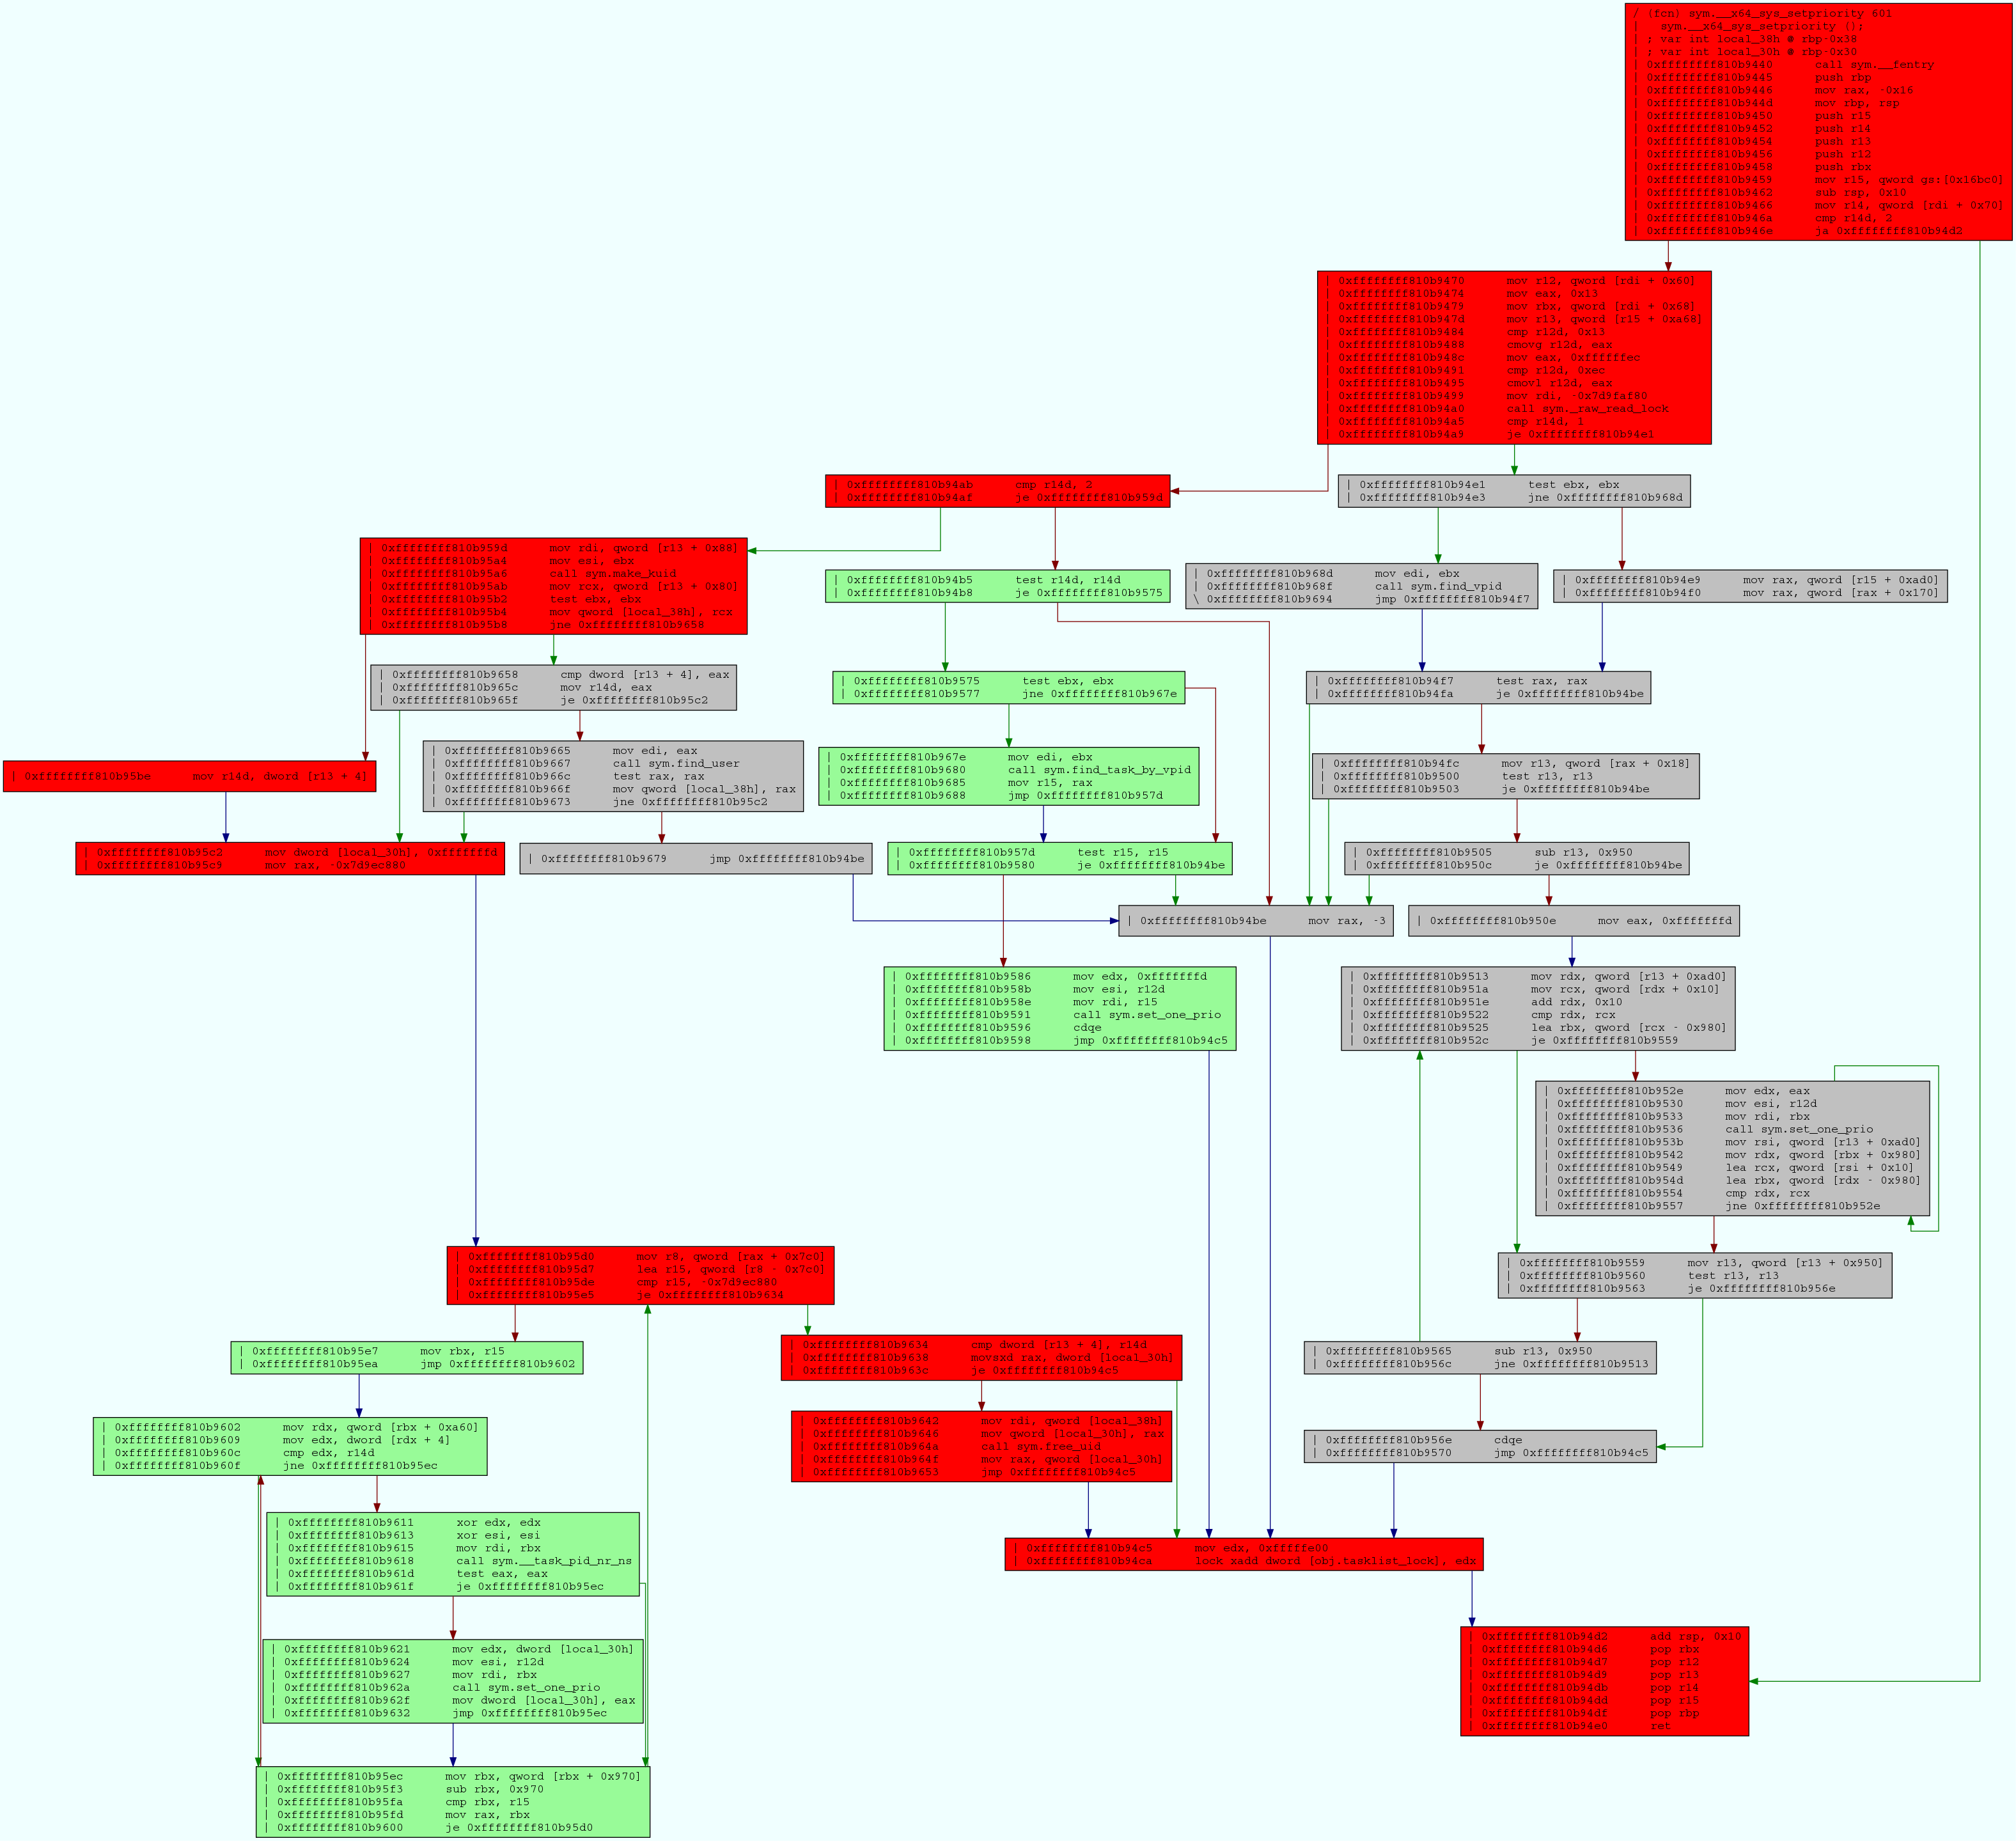 / (fcn) sym.__x64_sys_setpriority 601
|   sym.__x64_sys_setpriority ();
| ; var int local_38h @ rbp-0x38
| ; var int local_30h @ rbp-0x30
| 0xffffffff810b9440      call sym.__fentry
| 0xffffffff810b9445      push rbp
| 0xffffffff810b9446      mov rax, -0x16
| 0xffffffff810b944d      mov rbp, rsp
| 0xffffffff810b9450      push r15
| 0xffffffff810b9452      push r14
| 0xffffffff810b9454      push r13
| 0xffffffff810b9456      push r12
| 0xffffffff810b9458      push rbx
| 0xffffffff810b9459      mov r15, qword gs:[0x16bc0]
| 0xffffffff810b9462      sub rsp, 0x10
| 0xffffffff810b9466      mov r14, qword [rdi + 0x70]
| 0xffffffff810b946a      cmp r14d, 2
| 0xffffffff810b946e      ja 0xffffffff810b94d2
| 0xffffffff810b9470      mov r12, qword [rdi + 0x60]
| 0xffffffff810b9474      mov eax, 0x13
| 0xffffffff810b9479      mov rbx, qword [rdi + 0x68]
| 0xffffffff810b947d      mov r13, qword [r15 + 0xa68]
| 0xffffffff810b9484      cmp r12d, 0x13
| 0xffffffff810b9488      cmovg r12d, eax
| 0xffffffff810b948c      mov eax, 0xffffffec
| 0xffffffff810b9491      cmp r12d, 0xec
| 0xffffffff810b9495      cmovl r12d, eax
| 0xffffffff810b9499      mov rdi, -0x7d9faf80
| 0xffffffff810b94a0      call sym._raw_read_lock
| 0xffffffff810b94a5      cmp r14d, 1
| 0xffffffff810b94a9      je 0xffffffff810b94e1
| 0xffffffff810b94ab      cmp r14d, 2
| 0xffffffff810b94af      je 0xffffffff810b959d
| 0xffffffff810b94e1      test ebx, ebx
| 0xffffffff810b94e3      jne 0xffffffff810b968d
| 0xffffffff810b959d      mov rdi, qword [r13 + 0x88]
| 0xffffffff810b95a4      mov esi, ebx
| 0xffffffff810b95a6      call sym.make_kuid
| 0xffffffff810b95ab      mov rcx, qword [r13 + 0x80]
| 0xffffffff810b95b2      test ebx, ebx
| 0xffffffff810b95b4      mov qword [local_38h], rcx
| 0xffffffff810b95b8      jne 0xffffffff810b9658
| 0xffffffff810b94b5      test r14d, r14d
| 0xffffffff810b94b8      je 0xffffffff810b9575
| 0xffffffff810b968d      mov edi, ebx
| 0xffffffff810b968f      call sym.find_vpid
\ 0xffffffff810b9694      jmp 0xffffffff810b94f7
| 0xffffffff810b94e9      mov rax, qword [r15 + 0xad0]
| 0xffffffff810b94f0      mov rax, qword [rax + 0x170]
| 0xffffffff810b9658      cmp dword [r13 + 4], eax
| 0xffffffff810b965c      mov r14d, eax
| 0xffffffff810b965f      je 0xffffffff810b95c2
| 0xffffffff810b9575      test ebx, ebx
| 0xffffffff810b9577      jne 0xffffffff810b967e
| 0xffffffff810b94f7      test rax, rax
| 0xffffffff810b94fa      je 0xffffffff810b94be
| 0xffffffff810b95be      mov r14d, dword [r13 + 4]
| 0xffffffff810b9665      mov edi, eax
| 0xffffffff810b9667      call sym.find_user
| 0xffffffff810b966c      test rax, rax
| 0xffffffff810b966f      mov qword [local_38h], rax
| 0xffffffff810b9673      jne 0xffffffff810b95c2
| 0xffffffff810b967e      mov edi, ebx
| 0xffffffff810b9680      call sym.find_task_by_vpid
| 0xffffffff810b9685      mov r15, rax
| 0xffffffff810b9688      jmp 0xffffffff810b957d
| 0xffffffff810b94fc      mov r13, qword [rax + 0x18]
| 0xffffffff810b9500      test r13, r13
| 0xffffffff810b9503      je 0xffffffff810b94be
| 0xffffffff810b95c2      mov dword [local_30h], 0xfffffffd
| 0xffffffff810b95c9      mov rax, -0x7d9ec880
| 0xffffffff810b9679      jmp 0xffffffff810b94be
| 0xffffffff810b957d      test r15, r15
| 0xffffffff810b9580      je 0xffffffff810b94be
| 0xffffffff810b9505      sub r13, 0x950
| 0xffffffff810b950c      je 0xffffffff810b94be
| 0xffffffff810b94be      mov rax, -3
| 0xffffffff810b950e      mov eax, 0xfffffffd
| 0xffffffff810b9586      mov edx, 0xfffffffd
| 0xffffffff810b958b      mov esi, r12d
| 0xffffffff810b958e      mov rdi, r15
| 0xffffffff810b9591      call sym.set_one_prio
| 0xffffffff810b9596      cdqe
| 0xffffffff810b9598      jmp 0xffffffff810b94c5
| 0xffffffff810b9513      mov rdx, qword [r13 + 0xad0]
| 0xffffffff810b951a      mov rcx, qword [rdx + 0x10]
| 0xffffffff810b951e      add rdx, 0x10
| 0xffffffff810b9522      cmp rdx, rcx
| 0xffffffff810b9525      lea rbx, qword [rcx - 0x980]
| 0xffffffff810b952c      je 0xffffffff810b9559
| 0xffffffff810b952e      mov edx, eax
| 0xffffffff810b9530      mov esi, r12d
| 0xffffffff810b9533      mov rdi, rbx
| 0xffffffff810b9536      call sym.set_one_prio
| 0xffffffff810b953b      mov rsi, qword [r13 + 0xad0]
| 0xffffffff810b9542      mov rdx, qword [rbx + 0x980]
| 0xffffffff810b9549      lea rcx, qword [rsi + 0x10]
| 0xffffffff810b954d      lea rbx, qword [rdx - 0x980]
| 0xffffffff810b9554      cmp rdx, rcx
| 0xffffffff810b9557      jne 0xffffffff810b952e
| 0xffffffff810b95d0      mov r8, qword [rax + 0x7c0]
| 0xffffffff810b95d7      lea r15, qword [r8 - 0x7c0]
| 0xffffffff810b95de      cmp r15, -0x7d9ec880
| 0xffffffff810b95e5      je 0xffffffff810b9634
| 0xffffffff810b9559      mov r13, qword [r13 + 0x950]
| 0xffffffff810b9560      test r13, r13
| 0xffffffff810b9563      je 0xffffffff810b956e
| 0xffffffff810b95e7      mov rbx, r15
| 0xffffffff810b95ea      jmp 0xffffffff810b9602
| 0xffffffff810b9634      cmp dword [r13 + 4], r14d
| 0xffffffff810b9638      movsxd rax, dword [local_30h]
| 0xffffffff810b963c      je 0xffffffff810b94c5
| 0xffffffff810b9565      sub r13, 0x950
| 0xffffffff810b956c      jne 0xffffffff810b9513
| 0xffffffff810b9602      mov rdx, qword [rbx + 0xa60]
| 0xffffffff810b9609      mov edx, dword [rdx + 4]
| 0xffffffff810b960c      cmp edx, r14d
| 0xffffffff810b960f      jne 0xffffffff810b95ec
| 0xffffffff810b9642      mov rdi, qword [local_38h]
| 0xffffffff810b9646      mov qword [local_30h], rax
| 0xffffffff810b964a      call sym.free_uid
| 0xffffffff810b964f      mov rax, qword [local_30h]
| 0xffffffff810b9653      jmp 0xffffffff810b94c5
| 0xffffffff810b956e      cdqe
| 0xffffffff810b9570      jmp 0xffffffff810b94c5
| 0xffffffff810b9611      xor edx, edx
| 0xffffffff810b9613      xor esi, esi
| 0xffffffff810b9615      mov rdi, rbx
| 0xffffffff810b9618      call sym.__task_pid_nr_ns
| 0xffffffff810b961d      test eax, eax
| 0xffffffff810b961f      je 0xffffffff810b95ec
| 0xffffffff810b94c5      mov edx, 0xfffffe00
| 0xffffffff810b94ca      lock xadd dword [obj.tasklist_lock], edx
| 0xffffffff810b9621      mov edx, dword [local_30h]
| 0xffffffff810b9624      mov esi, r12d
| 0xffffffff810b9627      mov rdi, rbx
| 0xffffffff810b962a      call sym.set_one_prio
| 0xffffffff810b962f      mov dword [local_30h], eax
| 0xffffffff810b9632      jmp 0xffffffff810b95ec
| 0xffffffff810b94d2      add rsp, 0x10
| 0xffffffff810b94d6      pop rbx
| 0xffffffff810b94d7      pop r12
| 0xffffffff810b94d9      pop r13
| 0xffffffff810b94db      pop r14
| 0xffffffff810b94dd      pop r15
| 0xffffffff810b94df      pop rbp
| 0xffffffff810b94e0      ret
| 0xffffffff810b95ec      mov rbx, qword [rbx + 0x970]
| 0xffffffff810b95f3      sub rbx, 0x970
| 0xffffffff810b95fa      cmp rbx, r15
| 0xffffffff810b95fd      mov rax, rbx
| 0xffffffff810b9600      je 0xffffffff810b95d0